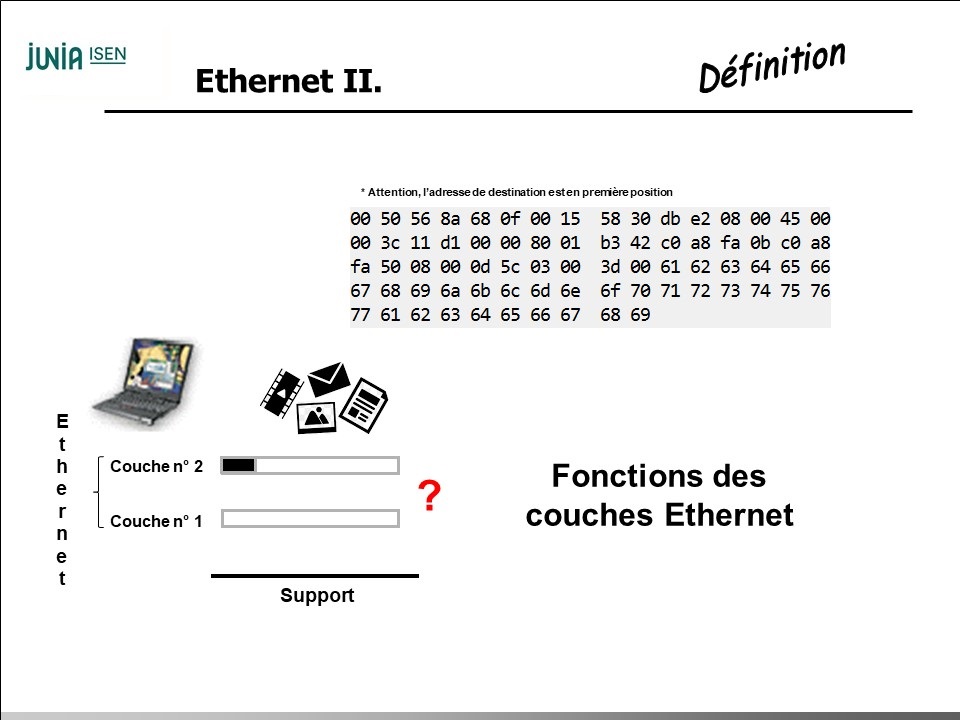 JUNIA ISEN
Ethernet II.
Définition
* Attention, l’adresse de destination est en première position
00 50 56 8a 68 0f 00 15 58 30 db e2 08 00 45 00
00 3c 11 d1 00 00 80 01 b3 42 c0 a8 fa 0b c0 a8
fa 50 08 00 0d 5c 03 00 3d 00 61 62 63 64 65 66
67 68 69 6a 6b 6c 6d 6e 6f 70 71 72 73 74 75 76
77 61 62 63 64 65 66 67 68 69
Ethernet
Couche n° 2
Couche n° 1
?
Support
Fonctions des
couches Ethernet